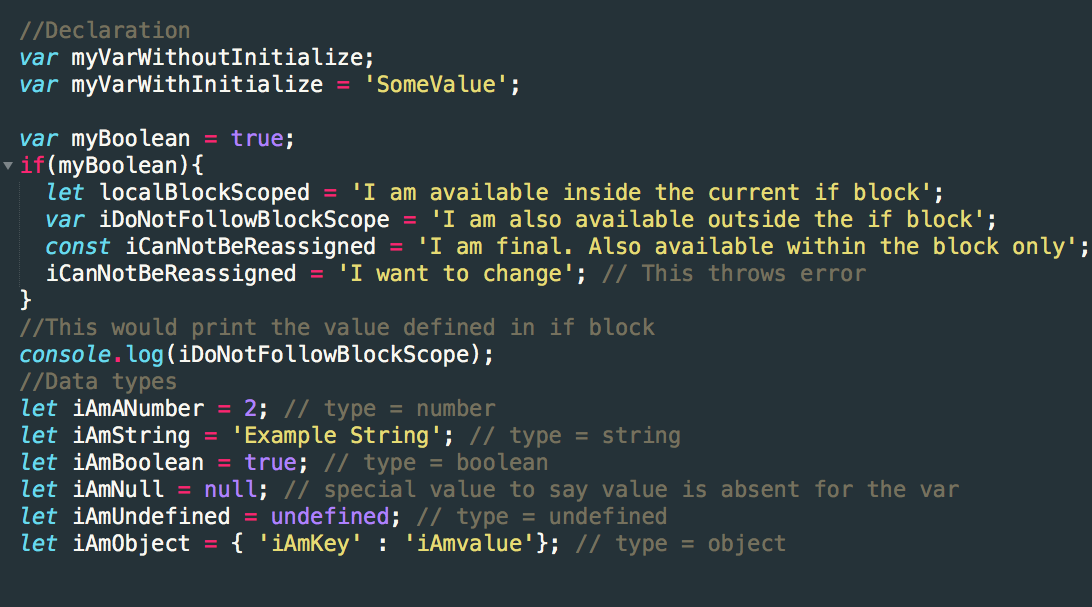 //Declaration
var myVarWithoutInitialize;
var myVarWithInitialize = 'SomeValue';

var myBoolean = true;
if(myBoolean){
  let localBlockScoped = 'I am available inside the current if block';
  var iDoNotFollowBlockScope = 'I am also available outside the if block';
  const iCanNotBeReassigned = 'I am final. Also available within the block only';
  iCanNotBeReassigned = 'I want to change'; // This throws error
}
//This would print the value defined in if block
console.log(iDoNotFollowBlockScope);
//Data types
let iAmANumber = 2; // type = number
let iAmString = 'Example String'; // type = string
let iAmBoolean = true; // type = boolean
let iAmNull = null; // special value to say value is absent for the var
let iAmUndefined = undefined; // type = undefined
let iAmObject = { 'iAmKey' : 'iAmvalue'}; // type = object